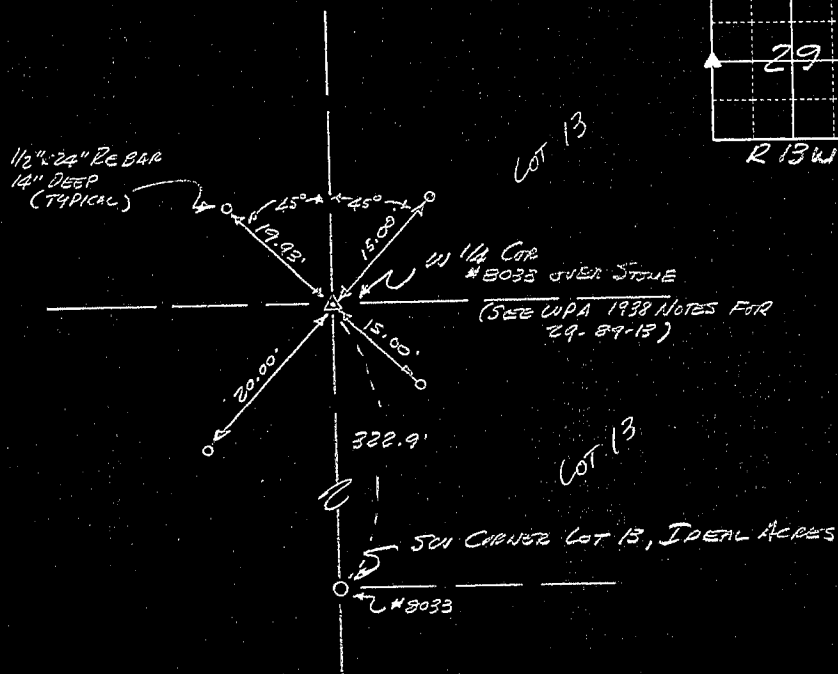 29
R 13 W
LOT 13
1/2"x24" REBAR
14" DEEP
(TYPICAL)
45° 45°
19.93'
15.00'
W 1/4 COR
#8033 OVER STONE
(SEE WPA 1938 NOTES FOR
29-89-13)
15.00'
20.00'
322.9'
LOT 13
SW CORNER LOT 13, IDEAL ACRES
#8033